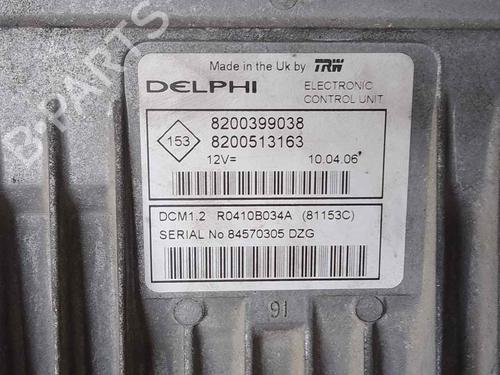 Made in the Uk by TRW
DELPHI
ELECTRONIC
CONTROL UNIT
153
8200399038
8200513163
12V=
10.04.06*
DCM1.2 R0410B034A (81153C)
SERIAL No 84570305 DZG
91
B-PARTS